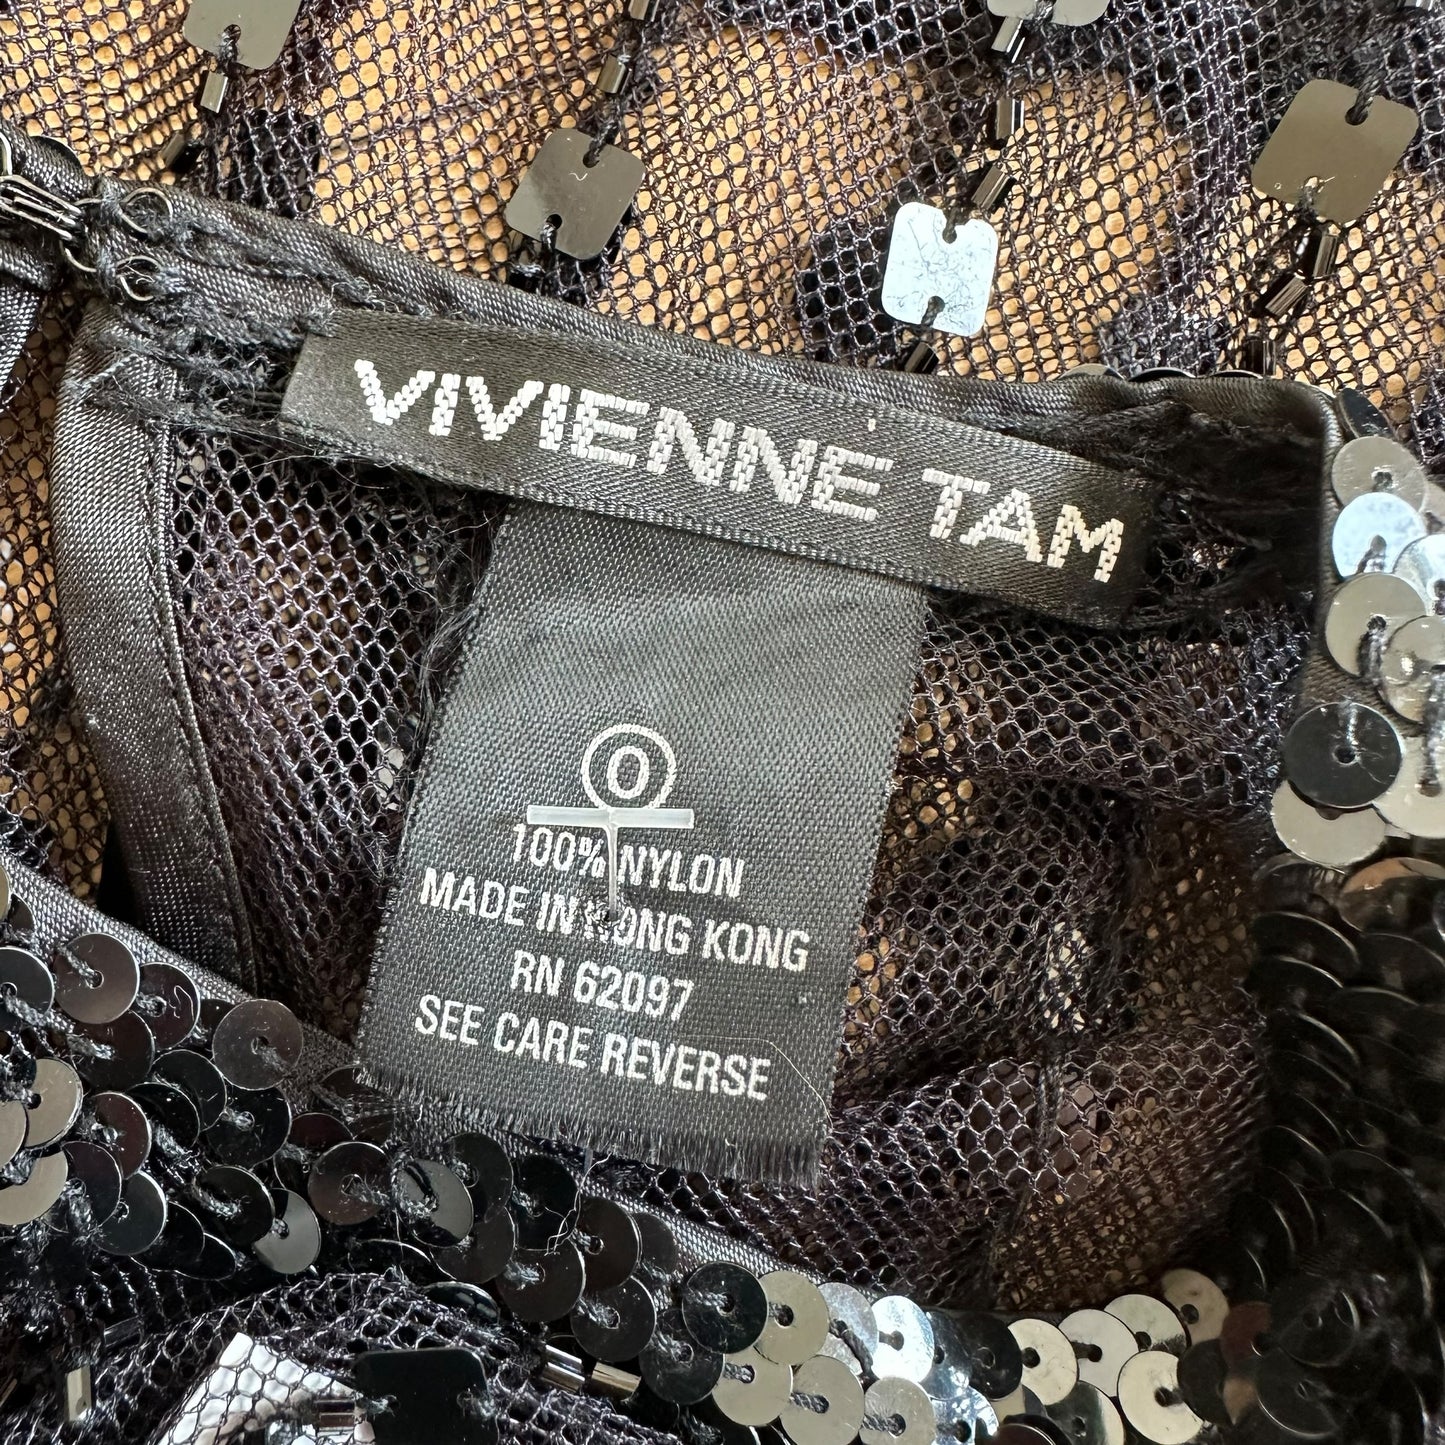 VIVIENNE TAM
0
100% NYLON
MADE IN HONG KONG
RN 62097
SEE CARE REVERSE